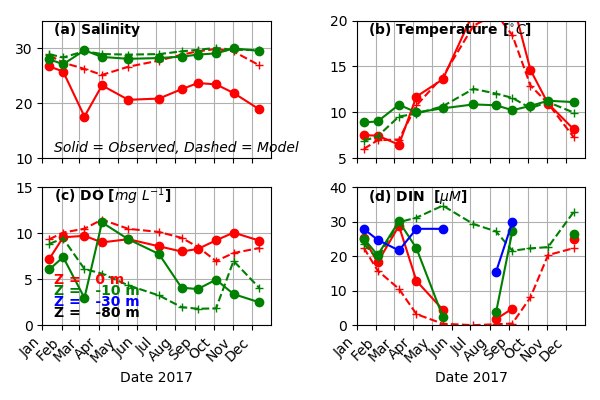 (a) Salinity
30
20
10
Solid = Observed, Dashed = Model
(b) Temperature [°C]
20
15
10
5
(c) DO [mg L⁻¹]
15
10
5
0
Z = 0 m
Z = -10 m
Z = -30 m
Z = -80 m
Jan Feb Mar Apr May Jun Jul Aug Sep Oct Nov Dec
Date 2017
(d) DIN [μM]
40
30
20
10
0
Jan Feb Mar Apr May Jun Jul Aug Sep Oct Nov Dec
Date 2017